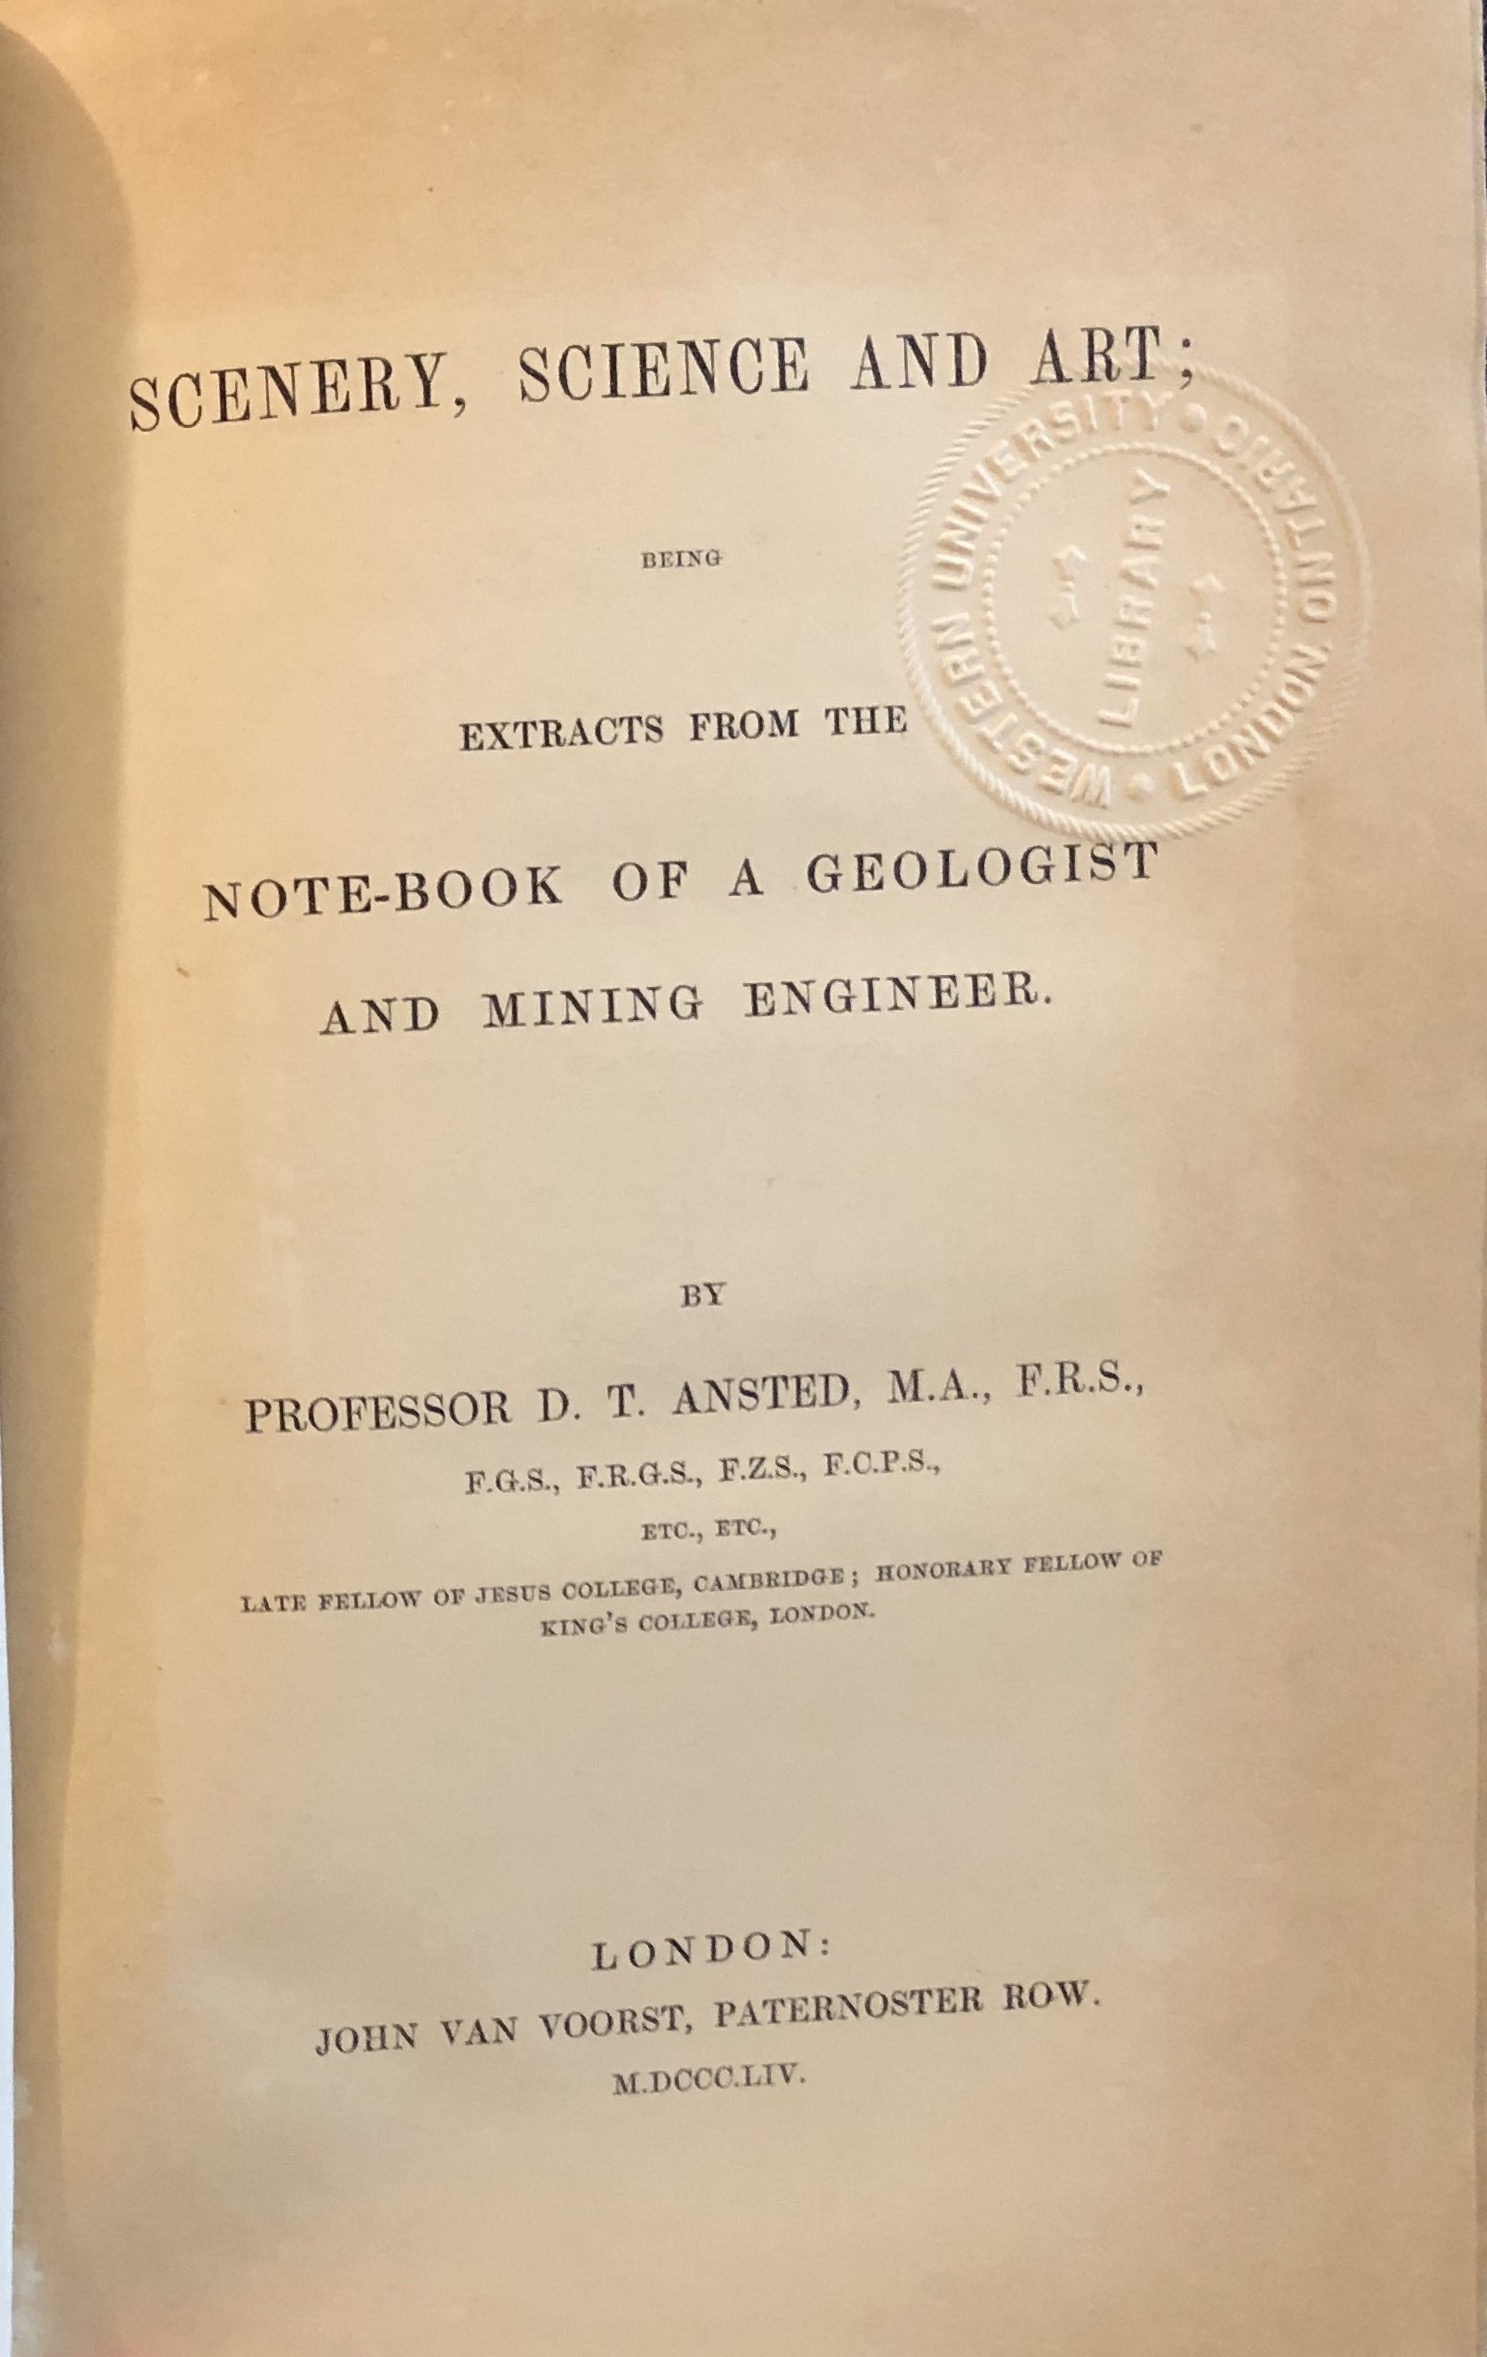 SCENERY, SCIENCE AND ART;
BEING
EXTRACTS FROM THE
NOTE-BOOK OF A GEOLOGIST
AND MINING ENGINEER.
BY
PROFESSOR D. T. ANSTED, M.A., F.R.S.,
F.G.S., F.R.G.S., F.Z.S., F.C.P.S.,
ETC., ETC.,
LATE FELLOW OF JESUS COLLEGE, CAMBRIDGE; HONORARY FELLOW OF
KING'S COLLEGE, LONDON.
LONDON:
JOHN VAN VOORST, PATERNOSTER ROW.
M.DCCC.LIV.
WESTERN UNIVERSITY • LONDON, ONTARIO •
LIBRARY